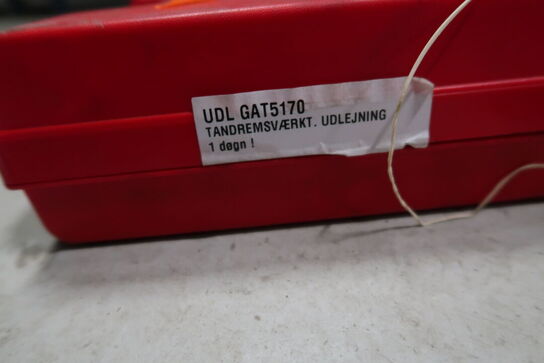 UDL GAT5170
TANDREMSVÆRKT. UDLEJNING
1 døgn !